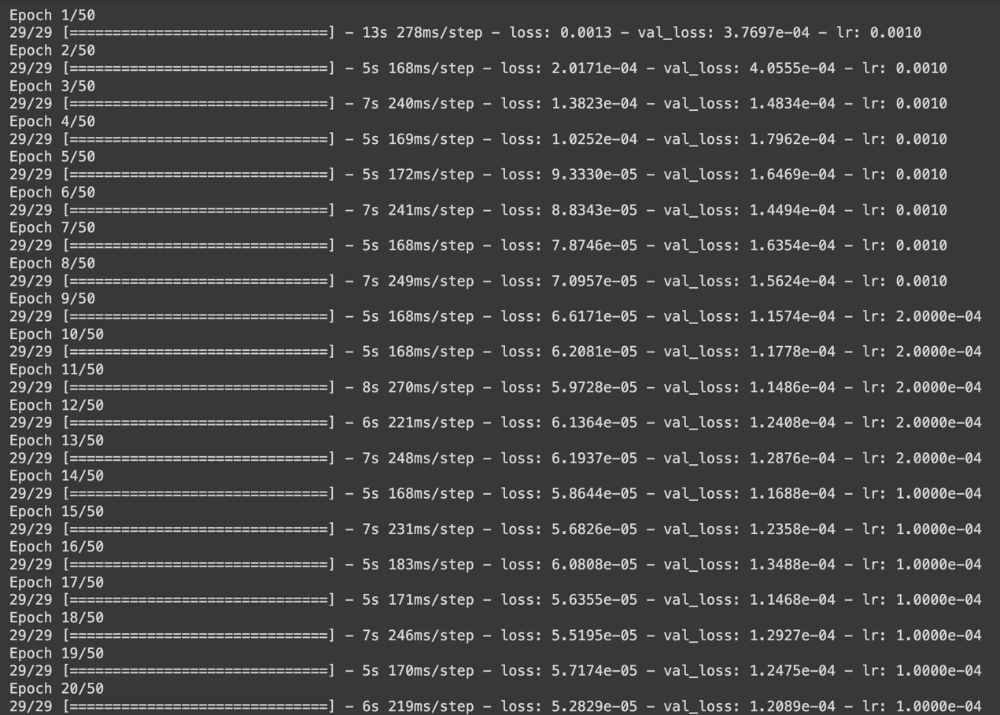 Epoch 1/50
29/29 [==============================] - 13s 278ms/step - loss: 0.0013 - val_loss: 3.7697e-04 - lr: 0.0010
Epoch 2/50
29/29 [==============================] - 5s 168ms/step - loss: 2.0171e-04 - val_loss: 4.0555e-04 - lr: 0.0010
Epoch 3/50
29/29 [==============================] - 7s 240ms/step - loss: 1.3823e-04 - val_loss: 1.4834e-04 - lr: 0.0010
Epoch 4/50
29/29 [==============================] - 5s 169ms/step - loss: 1.0252e-04 - val_loss: 1.7962e-04 - lr: 0.0010
Epoch 5/50
29/29 [==============================] - 5s 172ms/step - loss: 9.3330e-05 - val_loss: 1.6469e-04 - lr: 0.0010
Epoch 6/50
29/29 [==============================] - 7s 241ms/step - loss: 8.8343e-05 - val_loss: 1.4494e-04 - lr: 0.0010
Epoch 7/50
29/29 [==============================] - 5s 168ms/step - loss: 7.8746e-05 - val_loss: 1.6354e-04 - lr: 0.0010
Epoch 8/50
29/29 [==============================] - 7s 249ms/step - loss: 7.0957e-05 - val_loss: 1.5624e-04 - lr: 0.0010
Epoch 9/50
29/29 [==============================] - 5s 168ms/step - loss: 6.6171e-05 - val_loss: 1.1574e-04 - lr: 2.0000e-04
Epoch 10/50
29/29 [==============================] - 5s 168ms/step - loss: 6.2081e-05 - val_loss: 1.1778e-04 - lr: 2.0000e-04
Epoch 11/50
29/29 [==============================] - 8s 270ms/step - loss: 5.9728e-05 - val_loss: 1.1486e-04 - lr: 2.0000e-04
Epoch 12/50
29/29 [==============================] - 6s 221ms/step - loss: 6.1364e-05 - val_loss: 1.2408e-04 - lr: 2.0000e-04
Epoch 13/50
29/29 [==============================] - 7s 248ms/step - loss: 6.1937e-05 - val_loss: 1.2876e-04 - lr: 2.0000e-04
Epoch 14/50
29/29 [==============================] - 5s 168ms/step - loss: 5.8644e-05 - val_loss: 1.1688e-04 - lr: 1.0000e-04
Epoch 15/50
29/29 [==============================] - 7s 231ms/step - loss: 5.6826e-05 - val_loss: 1.2358e-04 - lr: 1.0000e-04
Epoch 16/50
29/29 [==============================] - 5s 183ms/step - loss: 6.0808e-05 - val_loss: 1.3488e-04 - lr: 1.0000e-04
Epoch 17/50
29/29 [==============================] - 5s 171ms/step - loss: 5.6355e-05 - val_loss: 1.1468e-04 - lr: 1.0000e-04
Epoch 18/50
29/29 [==============================] - 7s 246ms/step - loss: 5.5195e-05 - val_loss: 1.2927e-04 - lr: 1.0000e-04
Epoch 19/50
29/29 [==============================] - 5s 170ms/step - loss: 5.7174e-05 - val_loss: 1.2475e-04 - lr: 1.0000e-04
Epoch 20/50
29/29 [==============================] - 6s 219ms/step - loss: 5.2829e-05 - val_loss: 1.2089e-04 - lr: 1.0000e-04